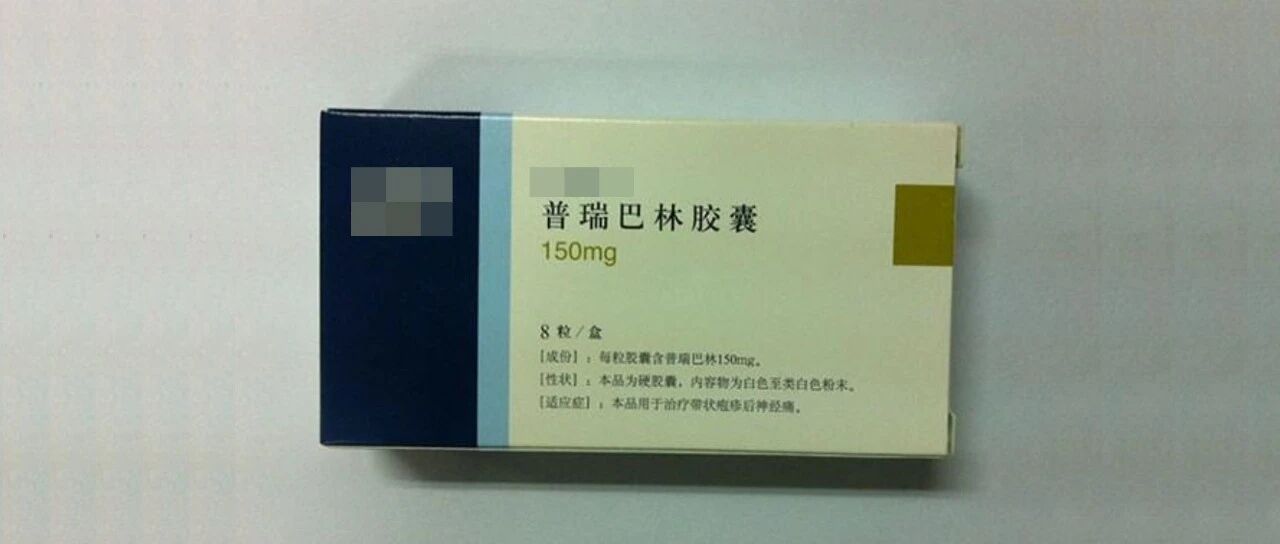 普瑞巴林胶囊
150mg
8 粒 / 盒
[成份] ：每粒胶囊含普瑞巴林150mg。
[性状] ：本品为硬胶囊，内容物为白色至类白色粉末。
[适应症] ：本品用于治疗带状疱疹后神经痛。